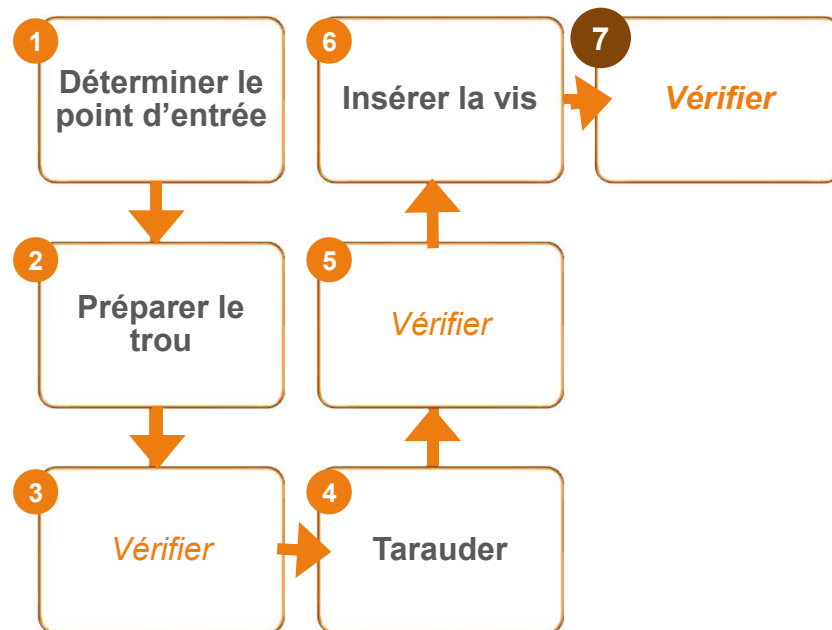 1
Déterminer le
point d’entrée
2
Préparer le
trou
3
Vérifier
4
Tarauder
5
Vérifier
6
Insérer la vis
7
Vérifier